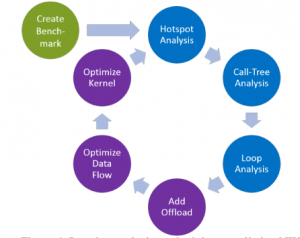 Create
Bench-
mark
Hotspot
Analysis
Call-Tree
Analysis
Loop
Analysis
Add
Offload
Optimize
Data
Flow
Optimize
Kernel